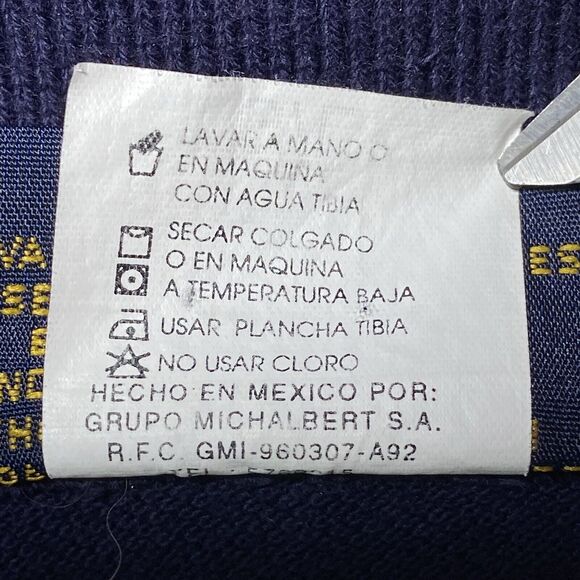 LAVAR A MANO O
EN MAQUINA
CON AGUA TIBIA
SECAR COLGADO
O EN MAQUINA
A TEMPERATURA BAJA
USAR PLANCHA TIBIA
NO USAR CLORO
HECHO EN MEXICO POR:
GRUPO MICHALBERT S.A.
R.F.C. GMI-960307-A92
TEL.: